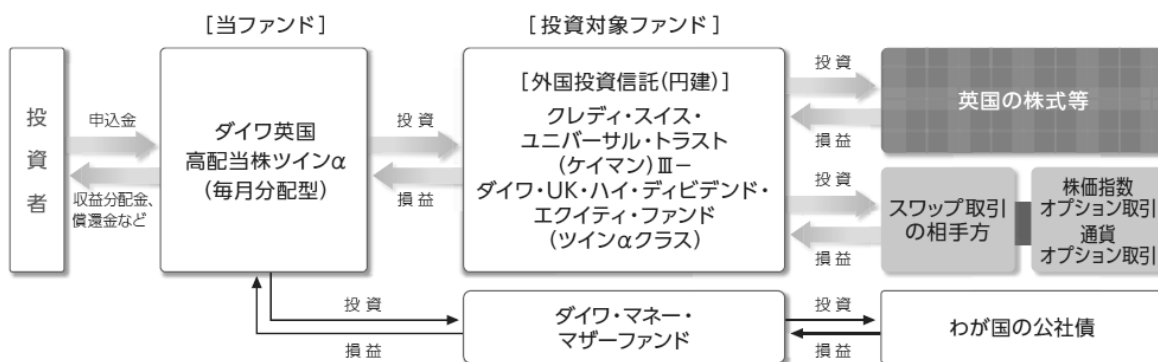 [当ファンド]
[投資対象ファンド]
投資者
申込金
収益分配金、
償還金など
ダイワ英国
高配当株ツインα
(毎月分配型)
投資
損益
[外国投資信託(円建)]
クレディ・スイス・
ユニバーサル・トラスト
(ケイマン)Ⅲー
ダイワ・UK・ハイ・ディビデンド・
エクイティ・ファンド
(ツインαクラス)
投資
損益
英国の株式等
投資
損益
スワップ取引
の相手方
株価指数
オプション取引
通貨
オプション取引
投資
損益
ダイワ・マネー・
マザーファンド
投資
損益
わが国の公社債